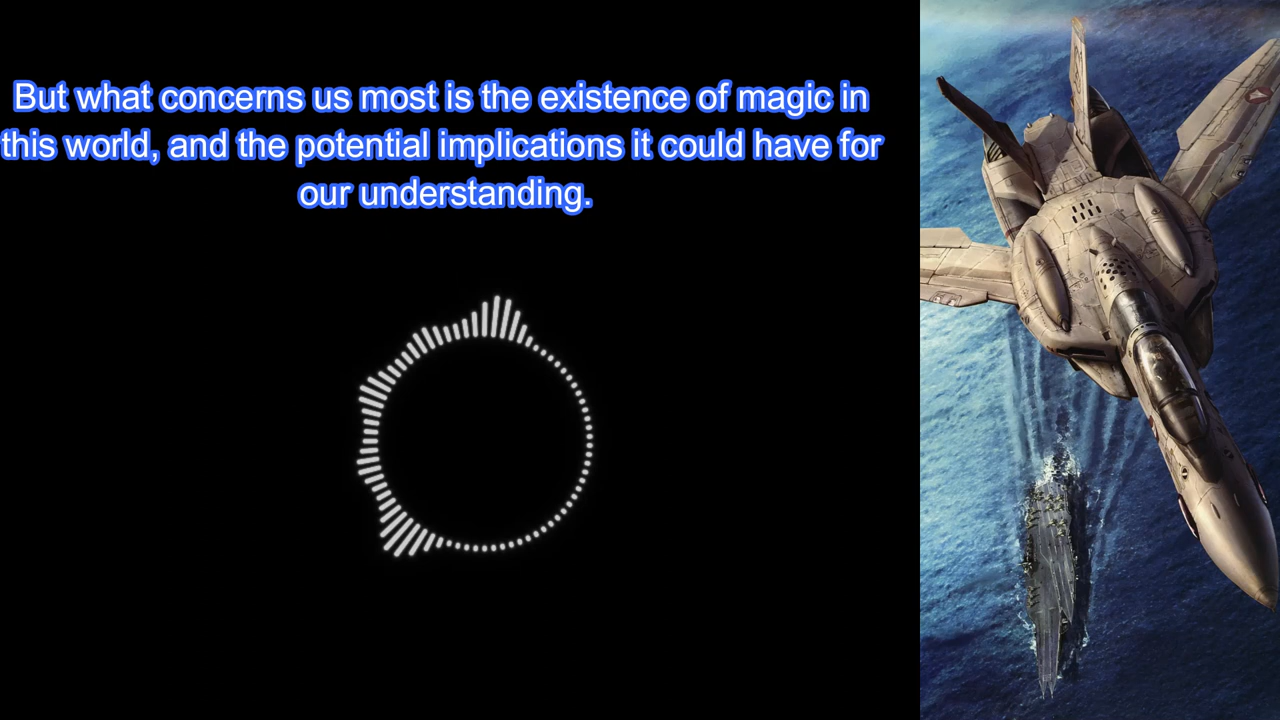 But what concerns us most is the existence of magic in
this world, and the potential implications it could have for
our understanding.